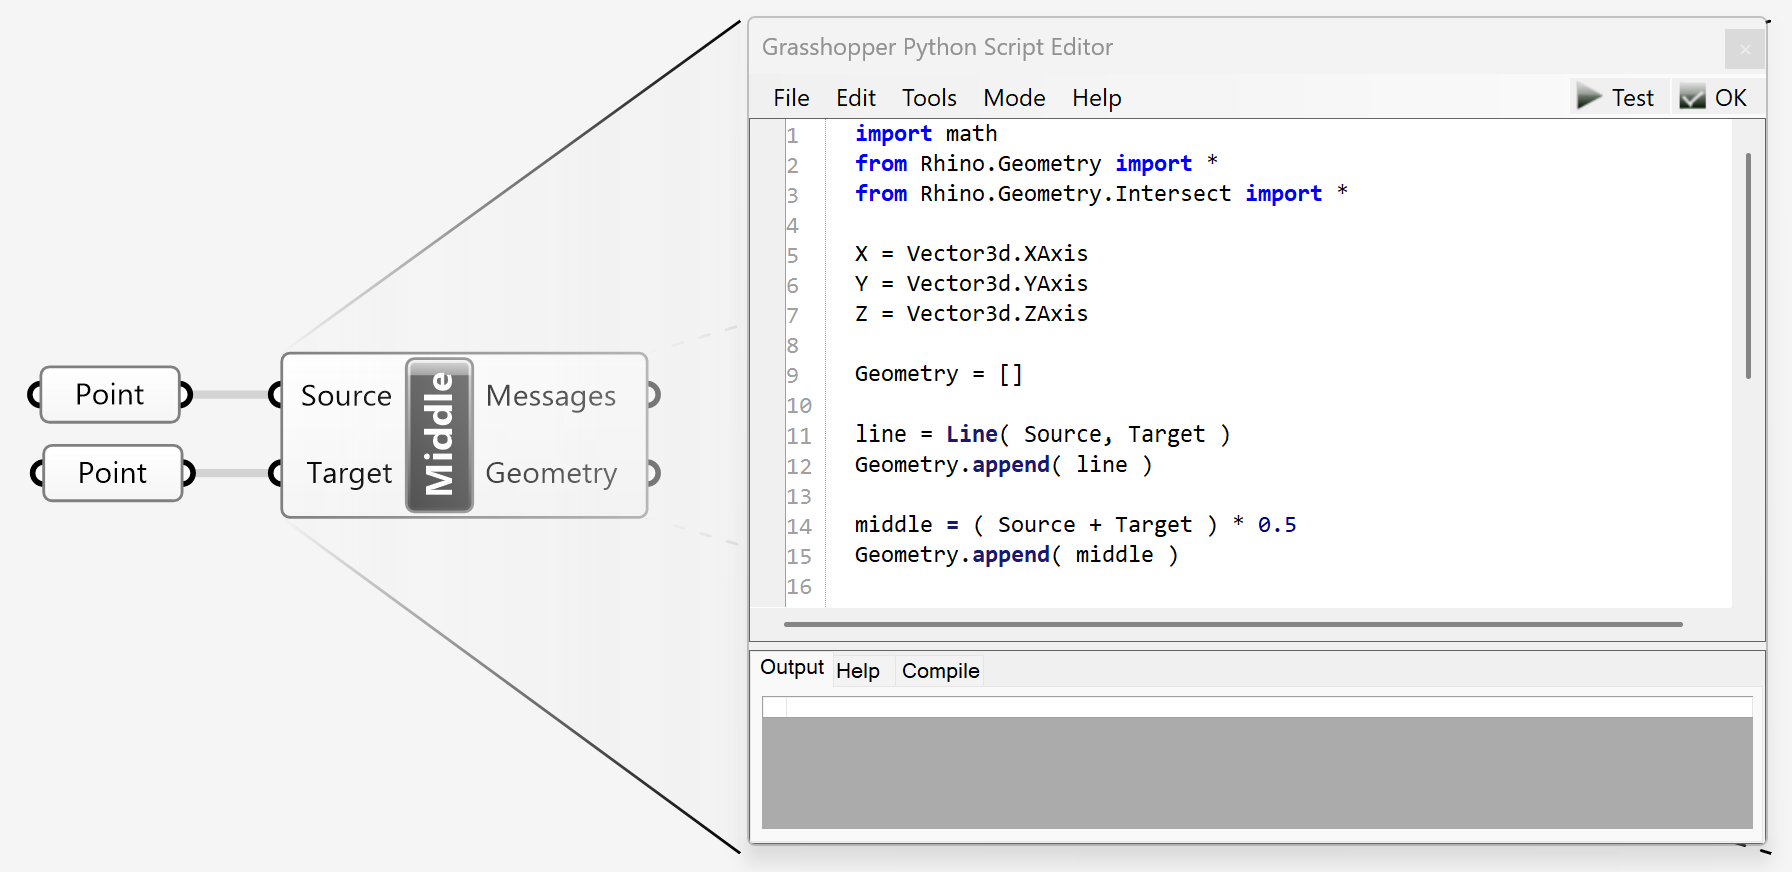 Grasshopper Python Script Editor
File Edit Tools Mode Help Test OK
1 import math
2 from Rhino.Geometry import *
3 from Rhino.Geometry.Intersect import *
4
5 X = Vector3d.XAxis
6 Y = Vector3d.YAxis
7 Z = Vector3d.ZAxis
8
9 Geometry = []
10
11 line = Line( Source, Target )
12 Geometry.append( line )
13
14 middle = ( Source + Target ) * 0.5
15 Geometry.append( middle )
16
Output Help Compile
Point Source Middle Messages
Point Target Geometry